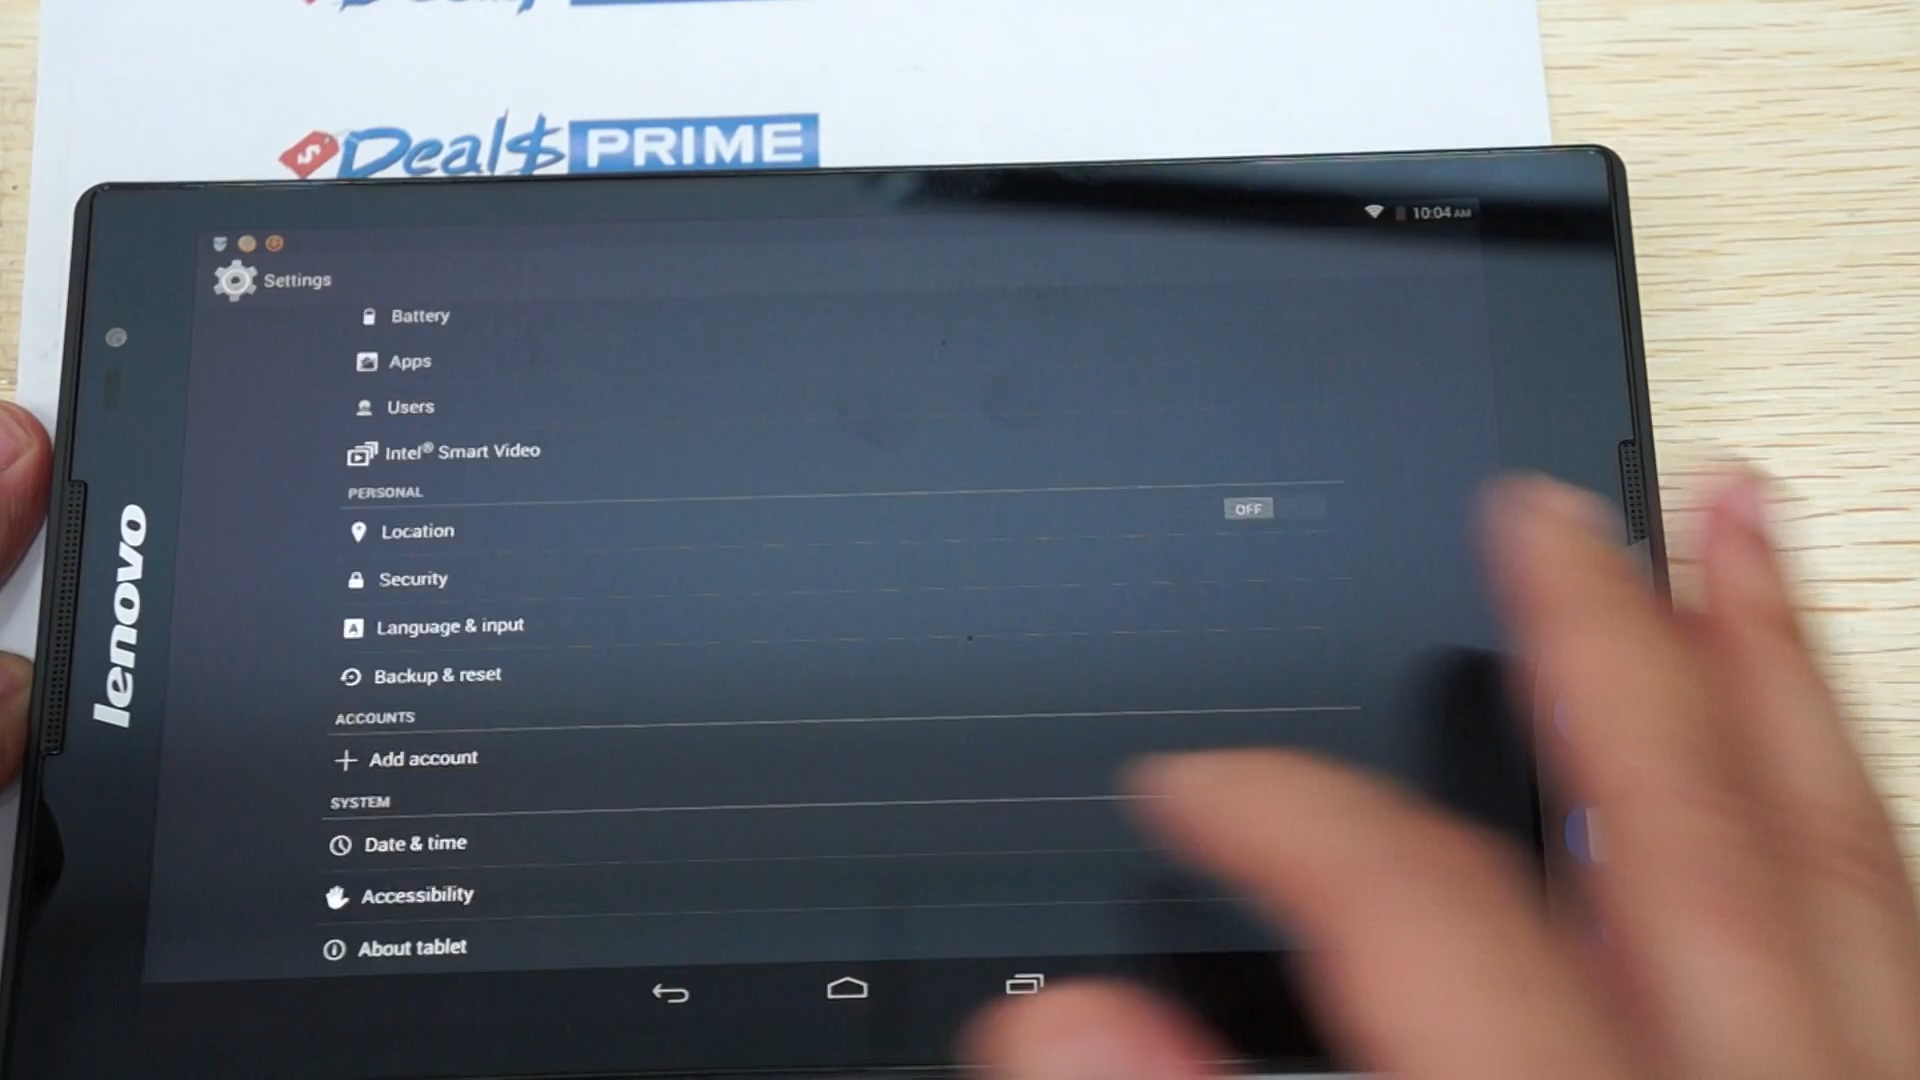 Deal$ PRIME
10:04 AM
Settings
Battery
Apps
Users
Intel® Smart Video
PERSONAL
Location
OFF
Security
Language & input
Backup & reset
ACCOUNTS
Add account
SYSTEM
Date & time
Accessibility
About tablet
lenovo